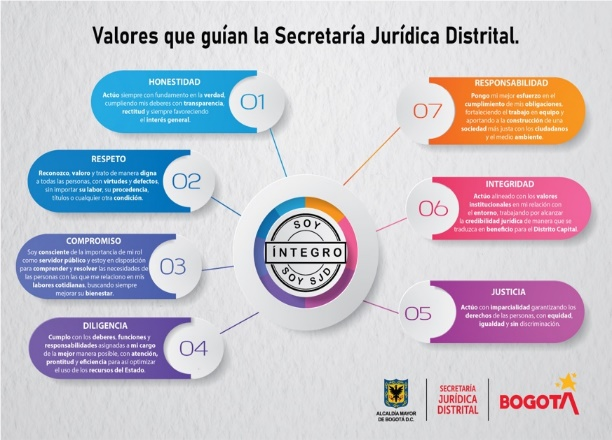 Valores que guían la Secretaría Jurídica Distrital.
HONESTIDAD
Actúo siempre con fundamento en la verdad,
cumpliendo mis deberes con transparencia,
rectitud y siempre favoreciendo
el interés general.
01
RESPETO
Reconozco, valoro y trato de manera digna
a todas las personas, con virtudes y defectos,
sin importar su labor, su procedencia,
títulos o cualquier otra condición.
02
COMPROMISO
Soy consciente de la importancia de mi rol
como servidor público y estoy en disposición
para comprender y resolver las necesidades de
las personas con las que me relaciono en mis
labores cotidianas, buscando siempre
mejorar su bienestar.
03
DILIGENCIA
Cumplo con los deberes, funciones y
responsabilidades asignadas a mi cargo
de la mejor manera posible, con atención,
prontitud y eficiencia para así optimizar
el uso de los recursos del Estado.
04
SOY
ÍNTEGRO
SOY SJD
RESPONSABILIDAD
Pongo mi mejor esfuerzo en el
cumplimiento de mis obligaciones,
fortaleciendo el trabajo en equipo y
aportando a la construcción de una
sociedad más justa con los ciudadanos
y el medio ambiente.
07
INTEGRIDAD
Actúo alineado con los valores
institucionales en mi relación con
el entorno, trabajando por alcanzar
la credibilidad jurídica de manera que se
traduzca en beneficio para el Distrito Capital.
06
JUSTICIA
Actúo con imparcialidad garantizando los
derechos de las personas, con equidad,
igualdad y sin discriminación.
05
ALCALDÍA MAYOR
DE BOGOTÁ D.C.
SECRETARÍA
JURÍDICA
DISTRITAL
BOGOTÁ